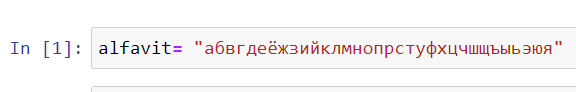 In [1]: alfavit= "абвгдеёжзийклмнопрстуфхцчшщъыьэюя"